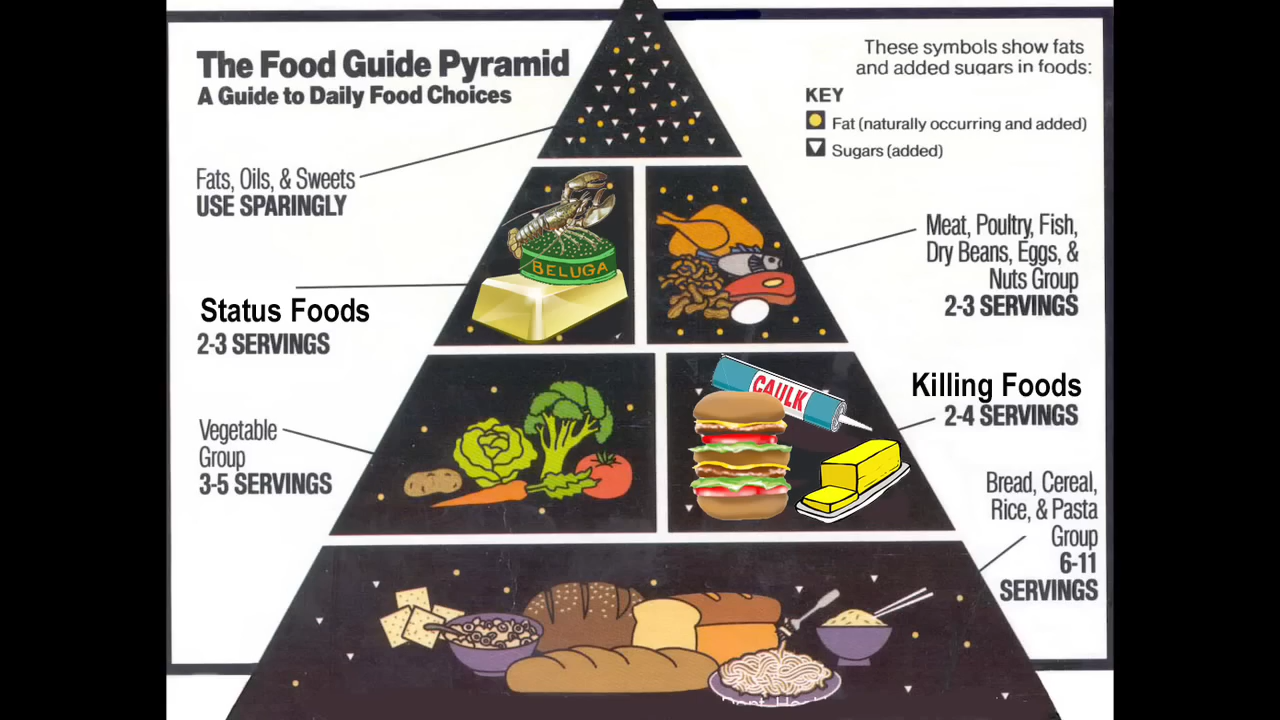 The Food Guide Pyramid
A Guide to Daily Food Choices
These symbols show fats
and added sugars in foods:
KEY
Fat (naturally occurring and added)
Sugars (added)
Fats, Oils, & Sweets
USE SPARINGLY
BELUGA
Meat, Poultry, Fish,
Dry Beans, Eggs, &
Nuts Group
2-3 SERVINGS
Status Foods
2-3 SERVINGS
CAULK
Killing Foods
2-4 SERVINGS
Vegetable
Group
3-5 SERVINGS
Bread, Cereal,
Rice, & Pasta
Group
6-11
SERVINGS